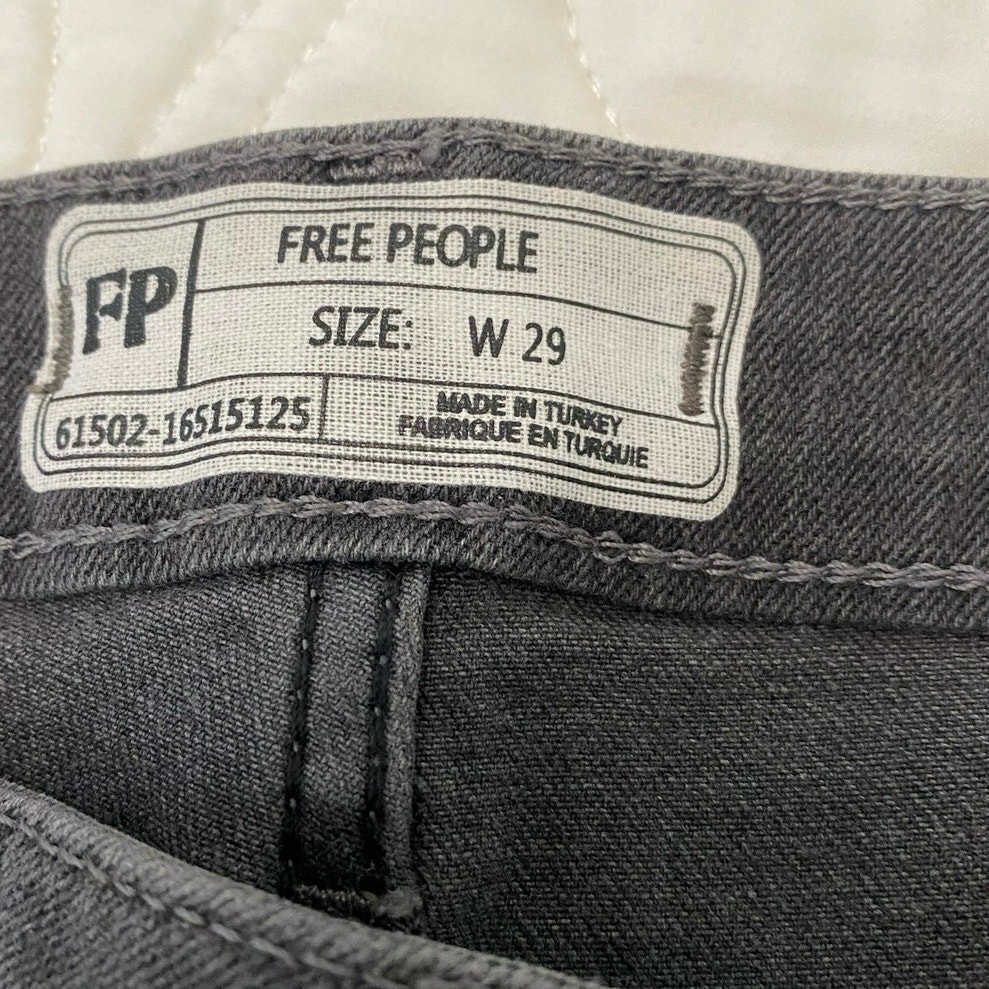 FP
FREE PEOPLE
SIZE: W 29
61502-16515125
MADE IN TURKEY
FABRIQUE EN TURQUIE